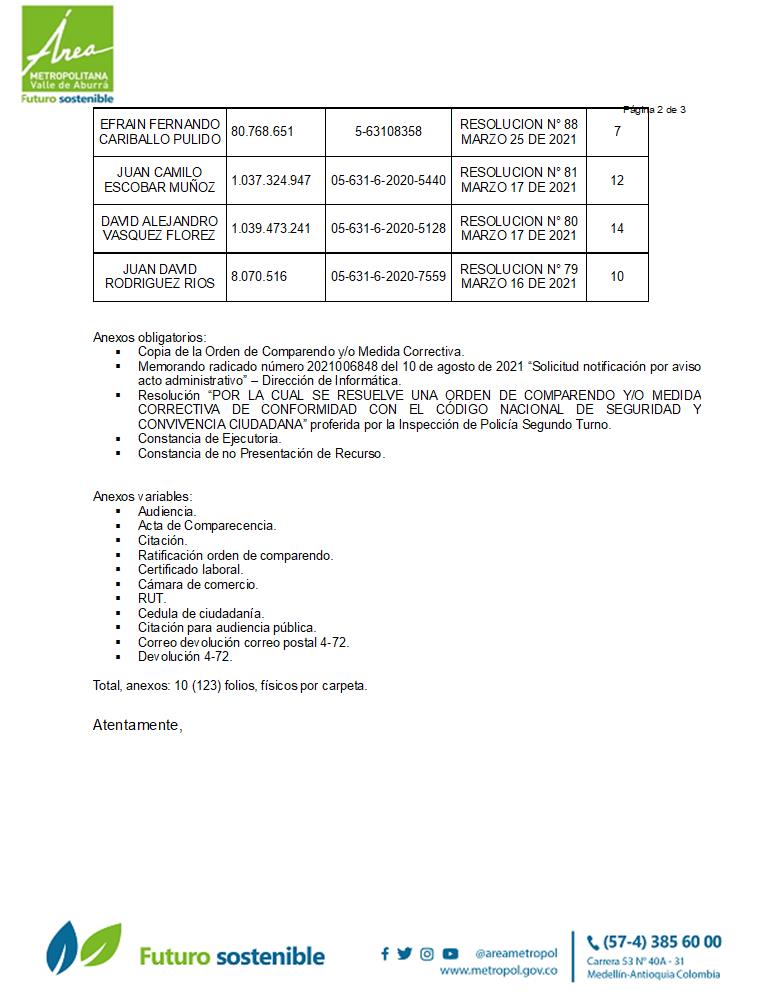 Área
METROPOLITANA
Valle de Aburrá
Futuro sostenible
Página 2 de 3
EFRAIN FERNANDO CARIBALLO PULIDO 80.768.651 5-63108358 RESOLUCION N° 88 MARZO 25 DE 2021 7
JUAN CAMILO ESCOBAR MUÑOZ 1.037.324.947 05-631-6-2020-5440 RESOLUCION N° 81 MARZO 17 DE 2021 12
DAVID ALEJANDRO VASQUEZ FLOREZ 1.039.473.241 05-631-6-2020-5128 RESOLUCION N° 80 MARZO 17 DE 2021 14
JUAN DAVID RODRIGUEZ RIOS 8.070.516 05-631-6-2020-7559 RESOLUCION N° 79 MARZO 16 DE 2021 10
Anexos obligatorios:
▪ Copia de la Orden de Comparendo y/o Medida Correctiva.
▪ Memorando radicado número 2021006848 del 10 de agosto de 2021 “Solicitud notificación por aviso
acto administrativo” – Dirección de Informática.
▪ Resolución “POR LA CUAL SE RESUELVE UNA ORDEN DE COMPARENDO Y/O MEDIDA
CORRECTIVA DE CONFORMIDAD CON EL CÓDIGO NACIONAL DE SEGURIDAD Y
CONVIVENCIA CIUDADANA” proferida por la Inspección de Policía Segundo Turno.
▪ Constancia de Ejecutoria.
▪ Constancia de no Presentación de Recurso.
Anexos variables:
▪ Audiencia.
▪ Acta de Comparecencia.
▪ Citación.
▪ Ratificación orden de comparendo.
▪ Certificado laboral.
▪ Cámara de comercio.
▪ RUT.
▪ Cedula de ciudadanía.
▪ Citación para audiencia pública.
▪ Correo devolución correo postal 4-72.
▪ Devolución 4-72.
Total, anexos: 10 (123) folios, físicos por carpeta.
Atentamente,
Futuro sostenible
@areametropol
www.metropol.gov.co
(57-4) 385 60 00
Carrera 53 N° 40A - 31
Medellín-Antioquia Colombia